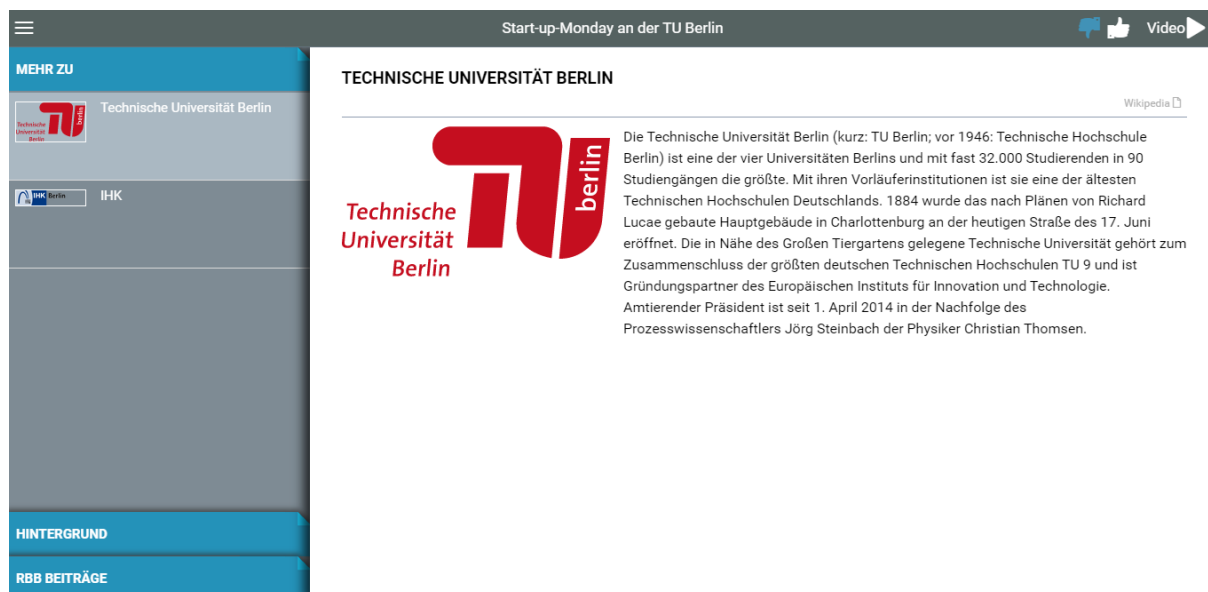 Start-up-Monday an der TU Berlin
Video
MEHR ZU
Technische
Universität
Berlin
berlin
Technische Universität Berlin
IHK Berlin
IHK
HINTERGRUND
RBB BEITRÄGE
TECHNISCHE UNIVERSITÄT BERLIN
Wikipedia
Technische
Universität
Berlin
berlin
Die Technische Universität Berlin (kurz: TU Berlin; vor 1946: Technische Hochschule
Berlin) ist eine der vier Universitäten Berlins und mit fast 32.000 Studierenden in 90
Studiengängen die größte. Mit ihren Vorläuferinstitutionen ist sie eine der ältesten
Technischen Hochschulen Deutschlands. 1884 wurde das nach Plänen von Richard
Lucae gebaute Hauptgebäude in Charlottenburg an der heutigen Straße des 17. Juni
eröffnet. Die in Nähe des Großen Tiergartens gelegene Technische Universität gehört zum
Zusammenschluss der größten deutschen Technischen Hochschulen TU 9 und ist
Gründungspartner des Europäischen Instituts für Innovation und Technologie.
Amtierender Präsident ist seit 1. April 2014 in der Nachfolge des
Prozesswissenschaftlers Jörg Steinbach der Physiker Christian Thomsen.